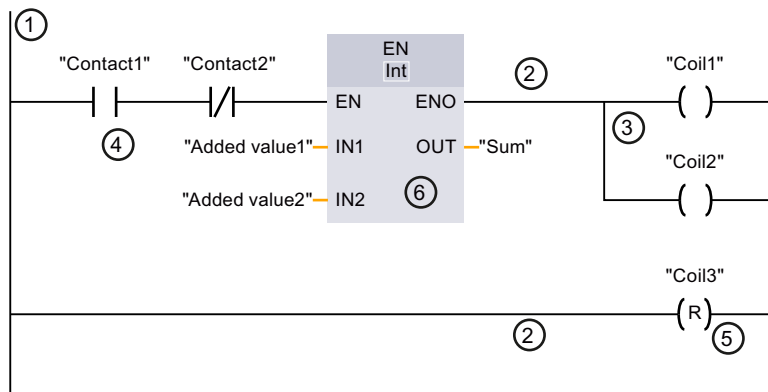 1
"Contact1" "Contact2" EN "Coil1"
Int
2
EN ENO
3
4
"Added value1" IN1 OUT "Sum"
"Coil2"
"Added value2" IN2 6
"Coil3"
R
2 5